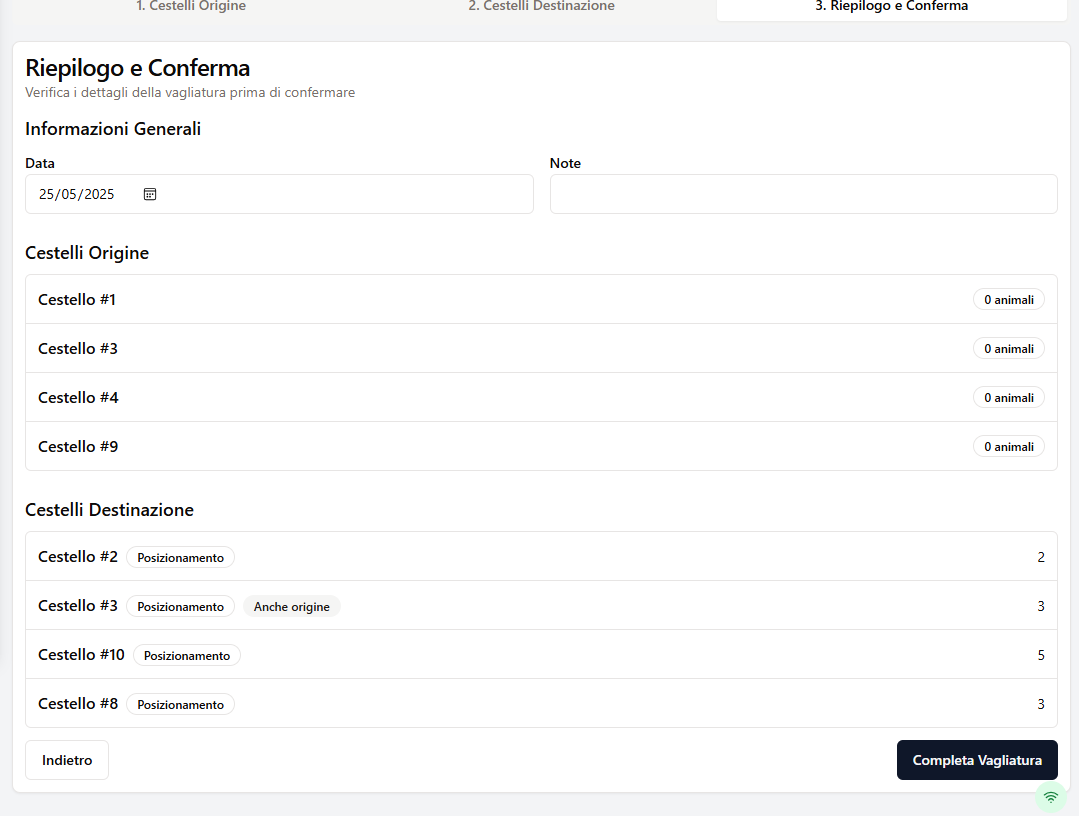 1. Cestelli Origine 2. Cestelli Destinazione 3. Riepilogo e Conferma
Riepilogo e Conferma
Verifica i dettagli della vagliatura prima di confermare
Informazioni Generali
Data Note
25/05/2025
Cestelli Origine
Cestello #1 0 animali
Cestello #3 0 animali
Cestello #4 0 animali
Cestello #9 0 animali
Cestelli Destinazione
Cestello #2 Posizionamento 2
Cestello #3 Posizionamento Anche origine 3
Cestello #10 Posizionamento 5
Cestello #8 Posizionamento 3
Indietro Completa Vagliatura